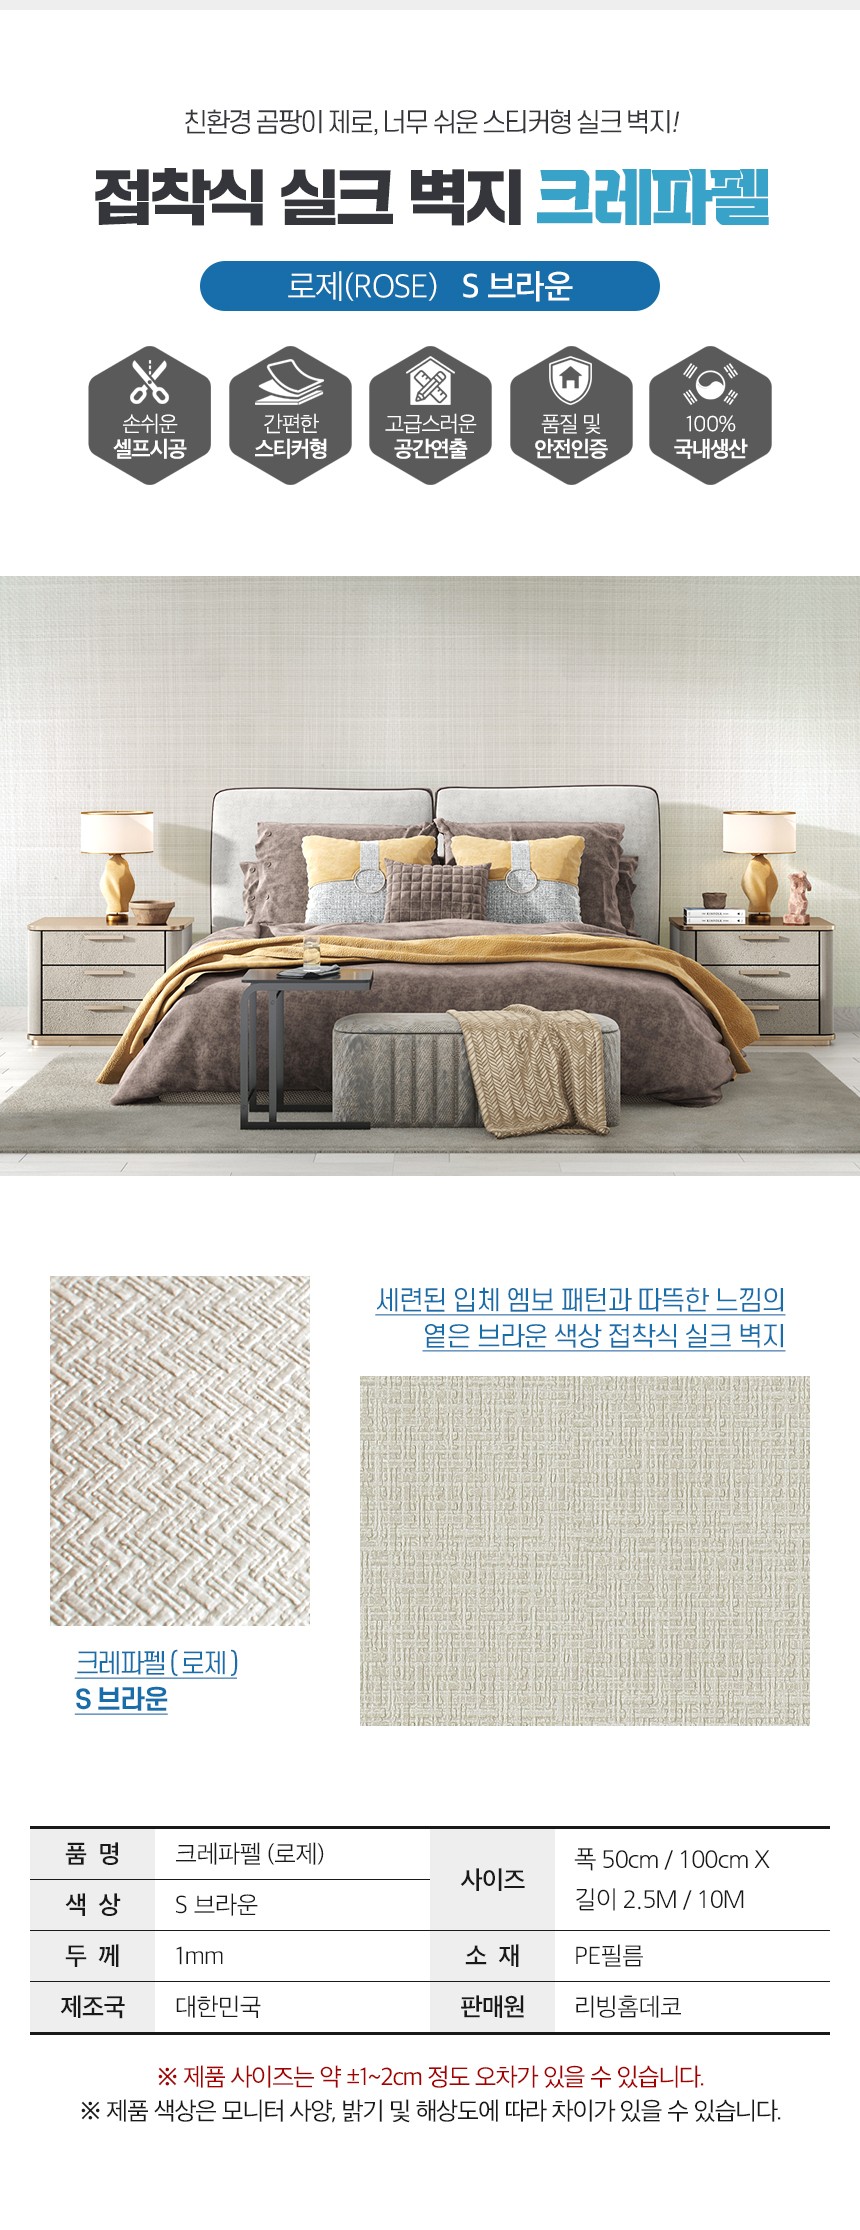 친환경 곰팡이 제로, 너무 쉬운 스티커형 실크 벽지!
접착식 실크 벽지 크레파펠
로제(ROSE) S 브라운
손쉬운
셀프시공
간편한
스티커형
고급스러운
공간연출
품질 및
안전인증
100%
국내생산
세련된 입체 엠보 패턴과 따뜩한 느낌의
옅은 브라운 색상 접착식 실크 벽지
크레파펠 ( 로제 )
S 브라운
품 명 크레파펠 (로제)
색 상 S 브라운
사이즈 폭 50cm / 100cm X
길이 2.5M / 10M
두 께 1mm 소 재 PE필름
제조국 대한민국 판매원 리빙홈데코
※ 제품 사이즈는 약 ±1~2cm 정도 오차가 있을 수 있습니다.
※ 제품 색상은 모니터 사양, 밝기 및 해상도에 따라 차이가 있을 수 있습니다.